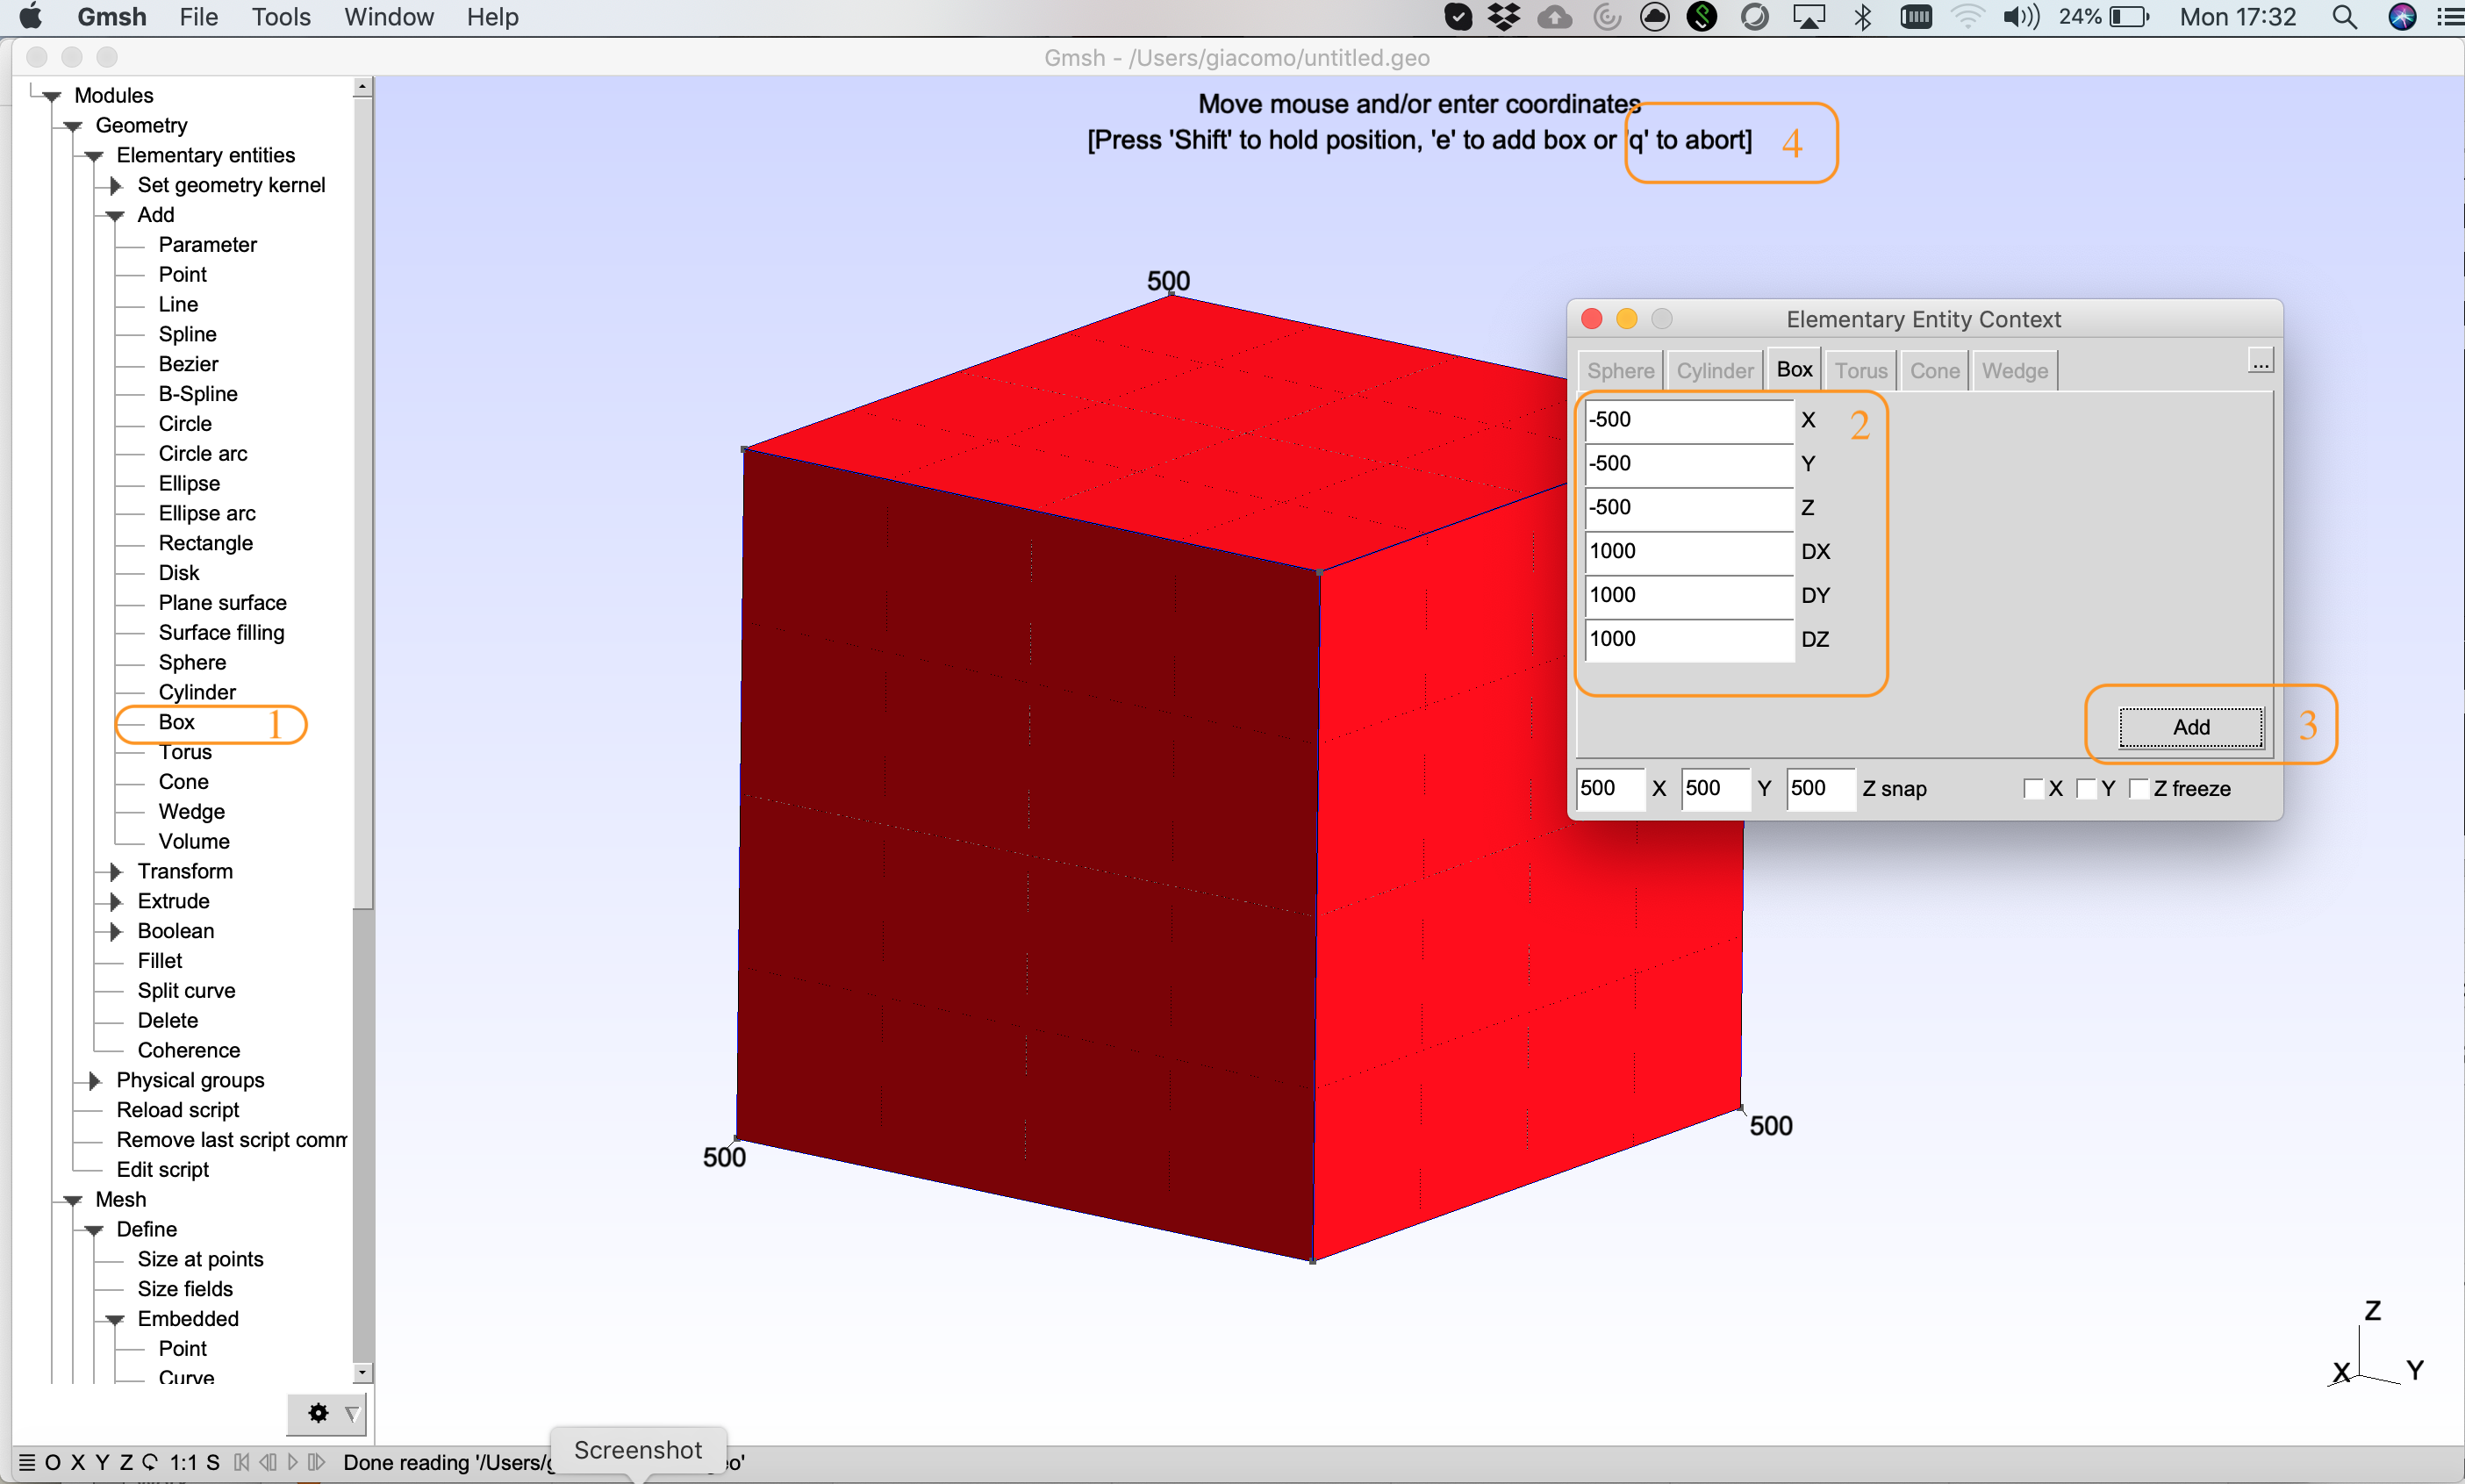 Gmsh File Tools Window Help 24% Mon 17:32
Gmsh - /Users/giacomo/untitled.geo
Modules
Geometry
Elementary entities
Set geometry kernel
Add
Parameter
Point
Line
Spline
Bezier
B-Spline
Circle
Circle arc
Ellipse
Ellipse arc
Rectangle
Disk
Plane surface
Surface filling
Sphere
Cylinder
Box 1
Torus
Cone
Wedge
Volume
Transform
Extrude
Boolean
Fillet
Split curve
Delete
Coherence
Physical groups
Reload script
Remove last script comm
Edit script
Mesh
Define
Size at points
Size fields
Embedded
Point
Curve
Move mouse and/or enter coordinates
[Press 'Shift' to hold position, 'e' to add box or 'q' to abort] 4
500
500
500
Elementary Entity Context
Sphere Cylinder Box Torus Cone Wedge ...
-500 X 2
-500 Y
-500 Z
1000 DX
1000 DY
1000 DZ
Add 3
500 X 500 Y 500 Z snap X Y Z freeze
Z
X Y
O X Y Z 1:1 S Done reading '/Users/g eo'
Screenshot